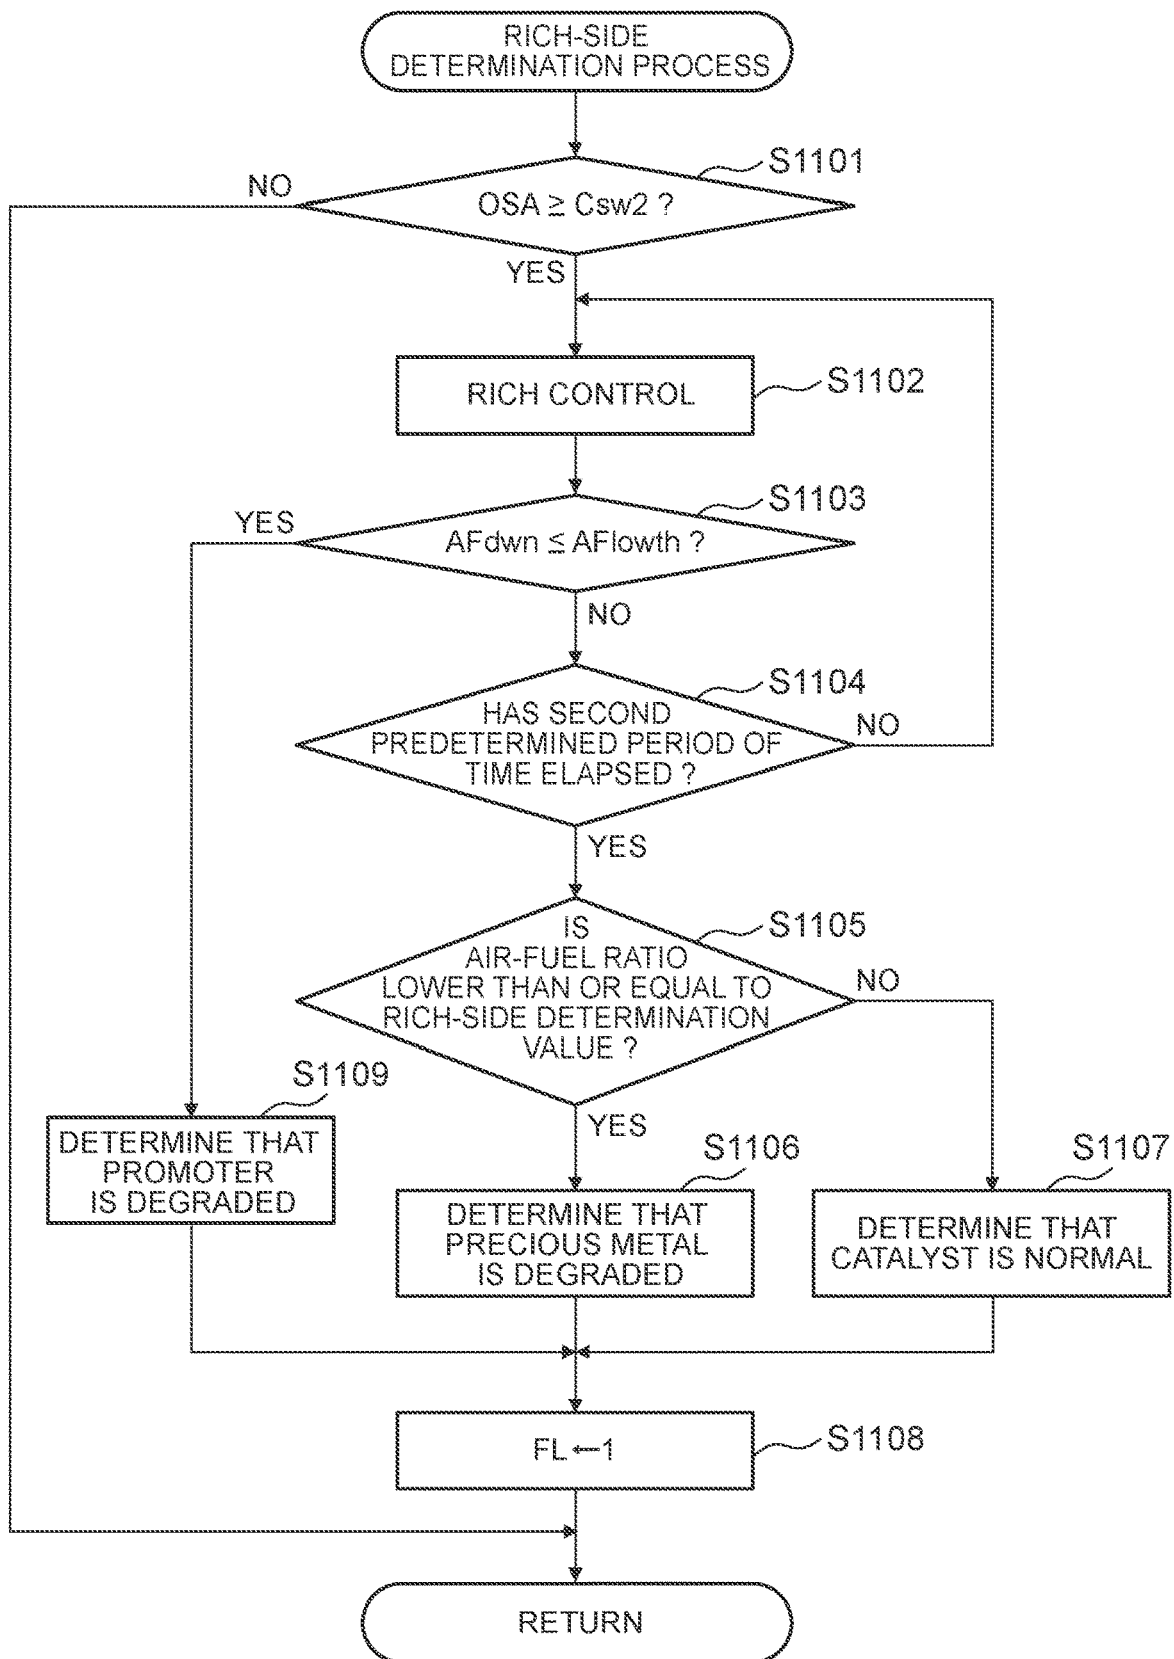 RICH-SIDE
DETERMINATION PROCESS
S1101
NO
OSA ≧ Csw2 ?
YES
RICH CONTROL
S1102
S1103
YES
AFdwn ≦ AFlowth ?
NO
S1104
HAS SECOND
PREDETERMINED PERIOD OF
TIME ELAPSED ?
NO
YES
S1105
IS
AIR-FUEL RATIO
LOWER THAN OR EQUAL TO
RICH-SIDE DETERMINATION
VALUE ?
NO
YES
S1109
DETERMINE THAT
PROMOTER
IS DEGRADED
S1106
DETERMINE THAT
PRECIOUS METAL
IS DEGRADED
S1107
DETERMINE THAT
CATALYST IS NORMAL
FL←1
S1108
RETURN